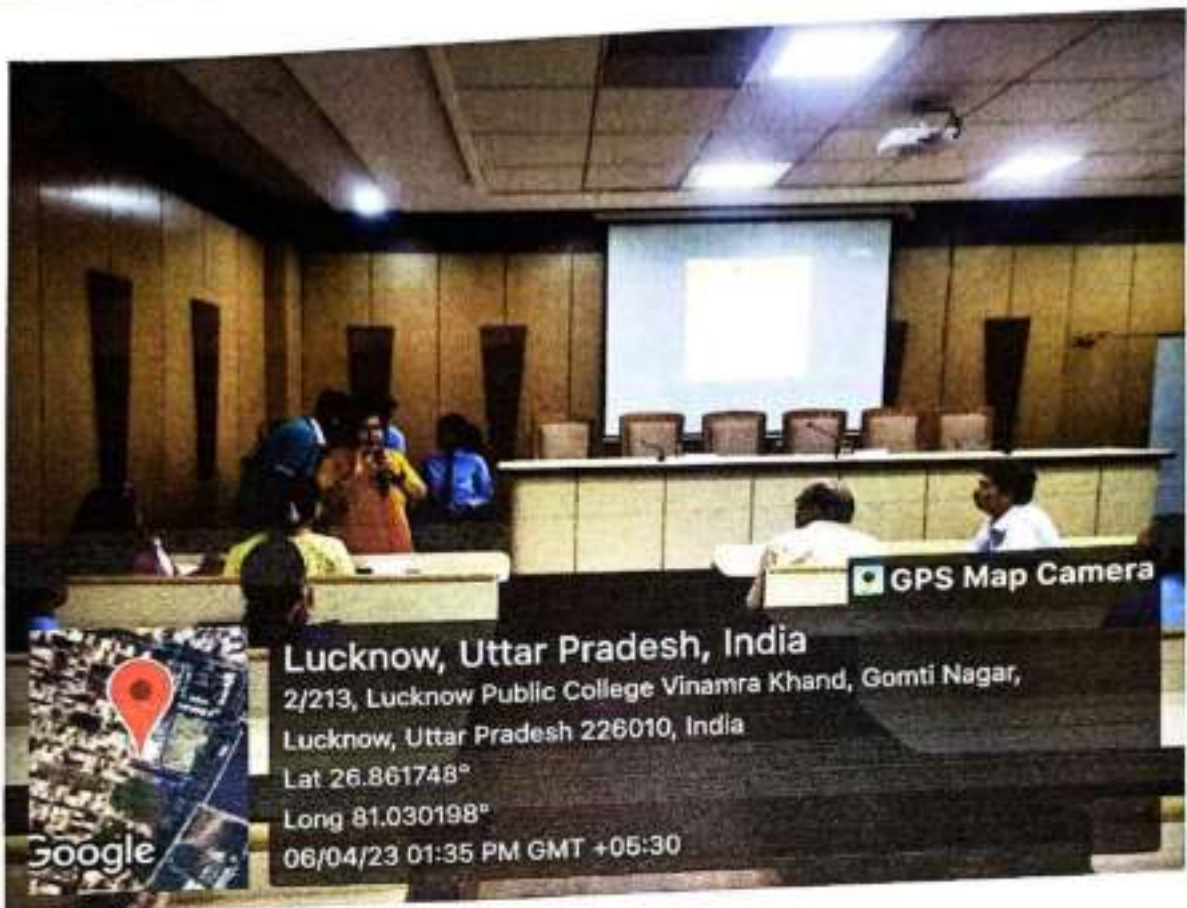 GPS Map Camera
Lucknow, Uttar Pradesh, India
2/213, Lucknow Public College Vinamra Khand, Gomti Nagar,
Lucknow, Uttar Pradesh 226010, India
Lat 26.861748°
Long 81.030198°
06/04/23 01:35 PM GMT +05:30
Google